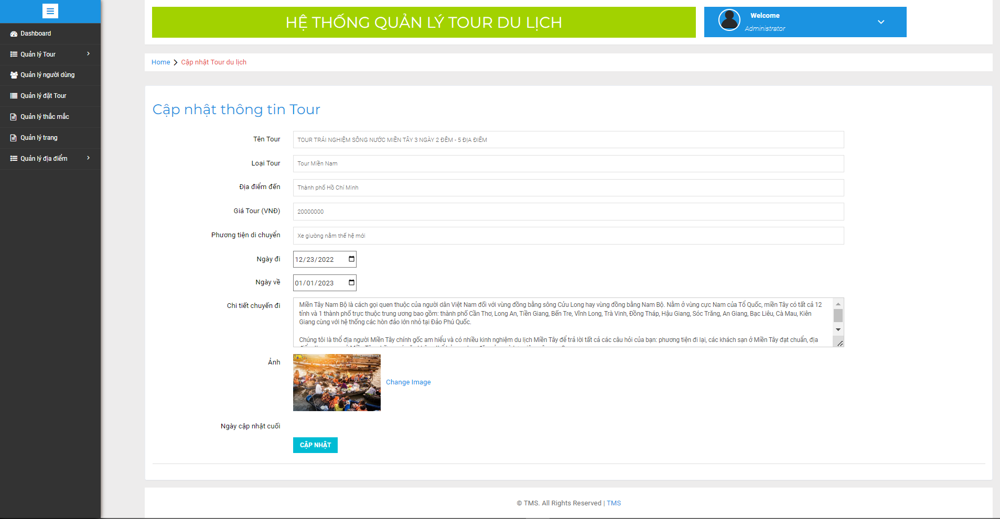 HỆ THỐNG QUẢN LÝ TOUR DU LỊCH
Welcome
Administrator
Dashboard
Quản lý Tour
Quản lý người dùng
Quản lý đặt Tour
Quản lý thắc mắc
Quản lý trang
Quản lý địa điểm
Home > Cập nhật Tour du lịch
Cập nhật thông tin Tour
Tên Tour
TOUR TRẢI NGHIỆM SÔNG NƯỚC MIỀN TÂY 3 NGÀY 2 ĐÊM - 5 ĐỊA ĐIỂM
Loại Tour
Tour Miền Nam
Địa điểm đến
Thành phố Hồ Chí Minh
Giá Tour (VNĐ)
20000000
Phương tiện di chuyển
Xe giường nằm thế hệ mới
Ngày đi
12/23/2022
Ngày về
01/01/2023
Chi tiết chuyến đi
Miền Tây Nam Bộ là cách gọi quen thuộc của người dân Việt Nam đối với vùng đồng bằng sông Cửu Long hay vùng đồng bằng Nam Bộ. Nằm ở vùng cực Nam của Tổ Quốc, miền Tây có tất cả 12
tỉnh và 1 thành phố trực thuộc trung ương bao gồm: thành phố Cần Thơ, Long An, Tiền Giang, Bến Tre, Vĩnh Long, Trà Vinh, Đồng Tháp, Hậu Giang, Sóc Trăng, An Giang, Bạc Liêu, Cà Mau, Kiên
Giang cùng với hệ thống các hòn đảo lớn nhỏ tại Đảo Phú Quốc.
Chúng tôi là thổ địa người Miền Tây chính gốc am hiểu và có nhiều kinh nghiệm du lịch Miền Tây để trả lời tất cả các câu hỏi của bạn: phương tiện đi lại, các khách sạn ở Miền Tây đạt chuẩn, địa
Ảnh
Change Image
Ngày cập nhật cuối
CẬP NHẬT
© TMS. All Rights Reserved | TMS